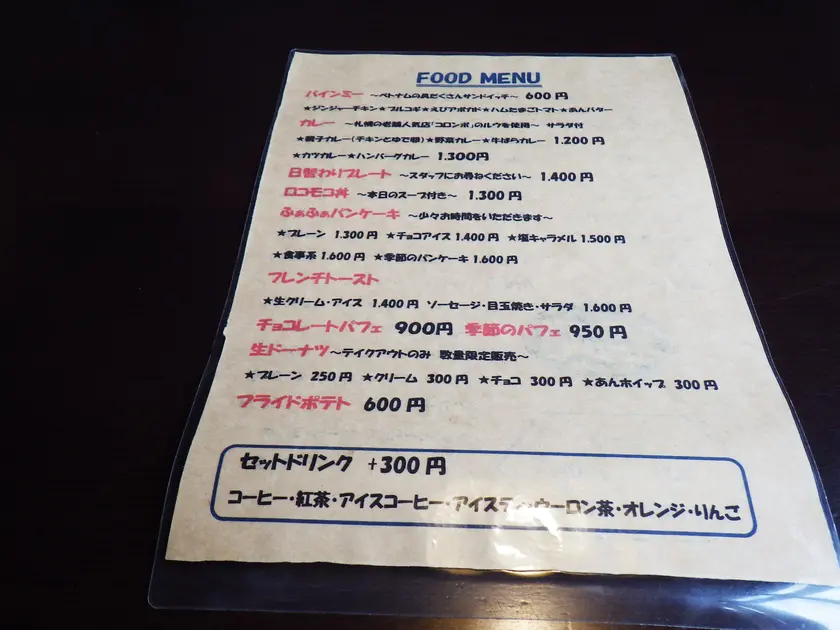 FOOD MENU
バインミー ～ベトナムの具だくさんサンドイッチ～ 600円
★ジンジャーチキン★プルコギ★えびアボカド★ハムたまごトマト★あんバター
カレー ～札幌の老舗人気店「コロンボ」のルウを使用～ サラダ付
★親子カレー(チキンとゆで卵)★野菜カレー★牛ばらカレー 1.200円
★カツカレー★ハンバーグカレー 1.300円
日替わりプレート ～スタッフにお尋ねください～ 1.400円
ロコモコ丼 ～本日のスープ付き～ 1.300円
ふぁふぁパンケーキ ～少々お時間をいただきます～
★プレーン 1.300円 ★チョコアイス 1.400円 ★塩キャラメル 1.500円
★食事系 1.600円 ★季節のパンケーキ 1.600円
フレンチトースト
★生クリーム・アイス 1.400円 ソーセージ・目玉焼き・サラダ 1.600円
チョコレートパフェ 900円 季節のパフェ 950円
生ドーナツ ～テイクアウトのみ 数量限定販売～
★プレーン 250円 ★クリーム 300円 ★チョコ 300円 ★あんホイップ 300円
フライドポテト 600円
セットドリンク +300円
コーヒー・紅茶・アイスコーヒー・アイスティ・ウーロン茶・オレンジ・りんご